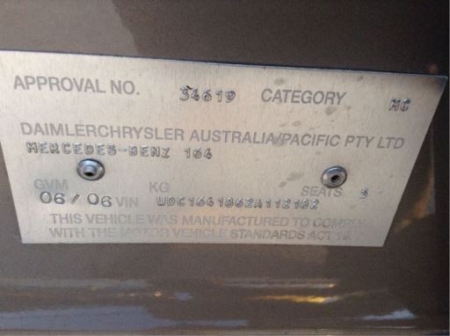 APPROVAL NO. 34619 CATEGORY MC
DAIMLERCHRYSLER AUSTRALIA/PACIFIC PTY LTD
MERCEDES-BENZ 164
GVM KG SEATS 5
06/06 VIN
THIS VEHICLE WAS MANUFACTURED TO COMPLY
WITH THE MOTOR VEHICLE STANDARDS ACT